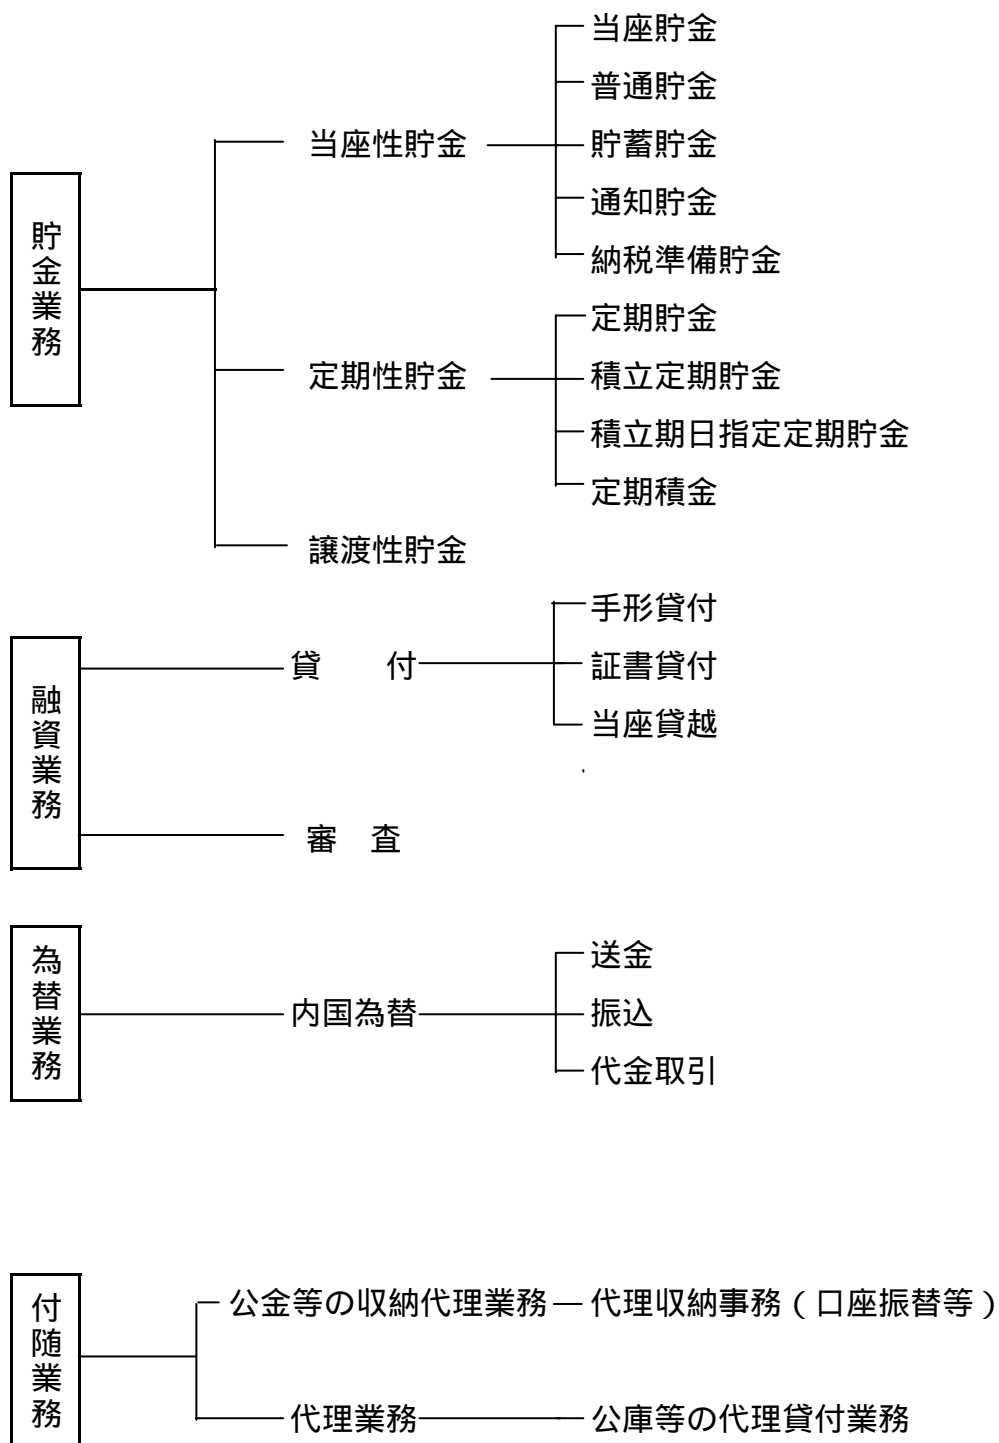 当座貯金
普通貯金
当座性貯金
貯蓄貯金
通知貯金
納税準備貯金
貯金業務
定期貯金
定期性貯金
積立定期貯金
積立期日指定定期貯金
定期積金
譲渡性貯金
手形貸付
貸　　付
証書貸付
当座貸越
融資業務
審　査
送金
為替業務
内国為替
振込
代金取引
付随業務
公金等の収納代理業務
代理収納事務（口座振替等）
代理業務
公庫等の代理貸付業務